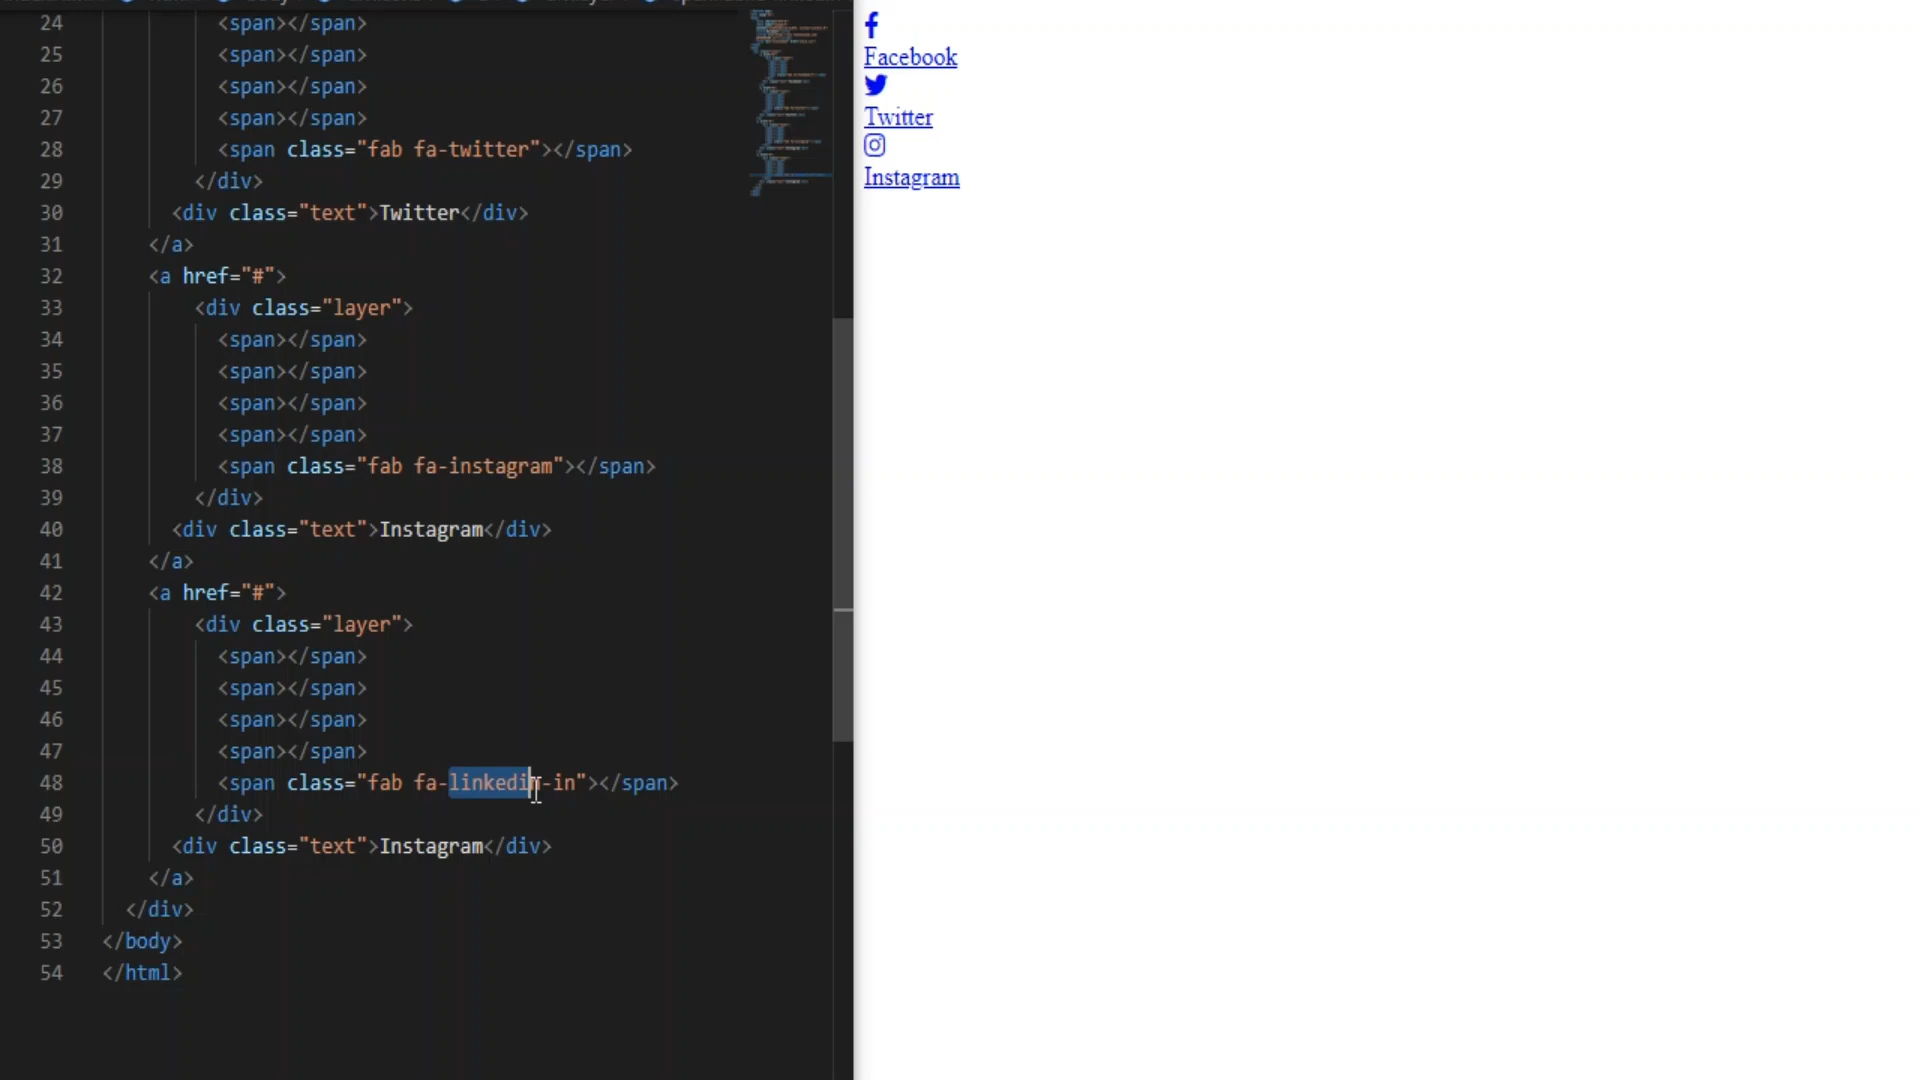 24 <span></span>
25 <span></span>
26 <span></span>
27 <span></span>
28 <span class="fab fa-twitter"></span>
29 </div>
30 <div class="text">Twitter</div>
31 </a>
32 <a href="#">
33 <div class="layer">
34 <span></span>
35 <span></span>
36 <span></span>
37 <span></span>
38 <span class="fab fa-instagram"></span>
39 </div>
40 <div class="text">Instagram</div>
41 </a>
42 <a href="#">
43 <div class="layer">
44 <span></span>
45 <span></span>
46 <span></span>
47 <span></span>
48 <span class="fab fa-linkedin-in"></span>
49 </div>
50 <div class="text">Instagram</div>
51 </a>
52 </div>
53 </body>
54 </html>
Facebook
Twitter
Instagram